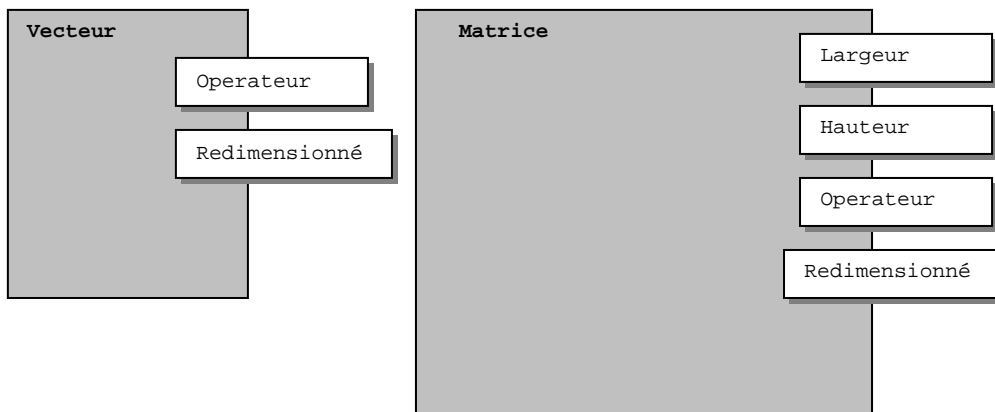 Vecteur
Operateur
Redimensionné
Matrice
Largeur
Hauteur
Operateur
Redimensionné